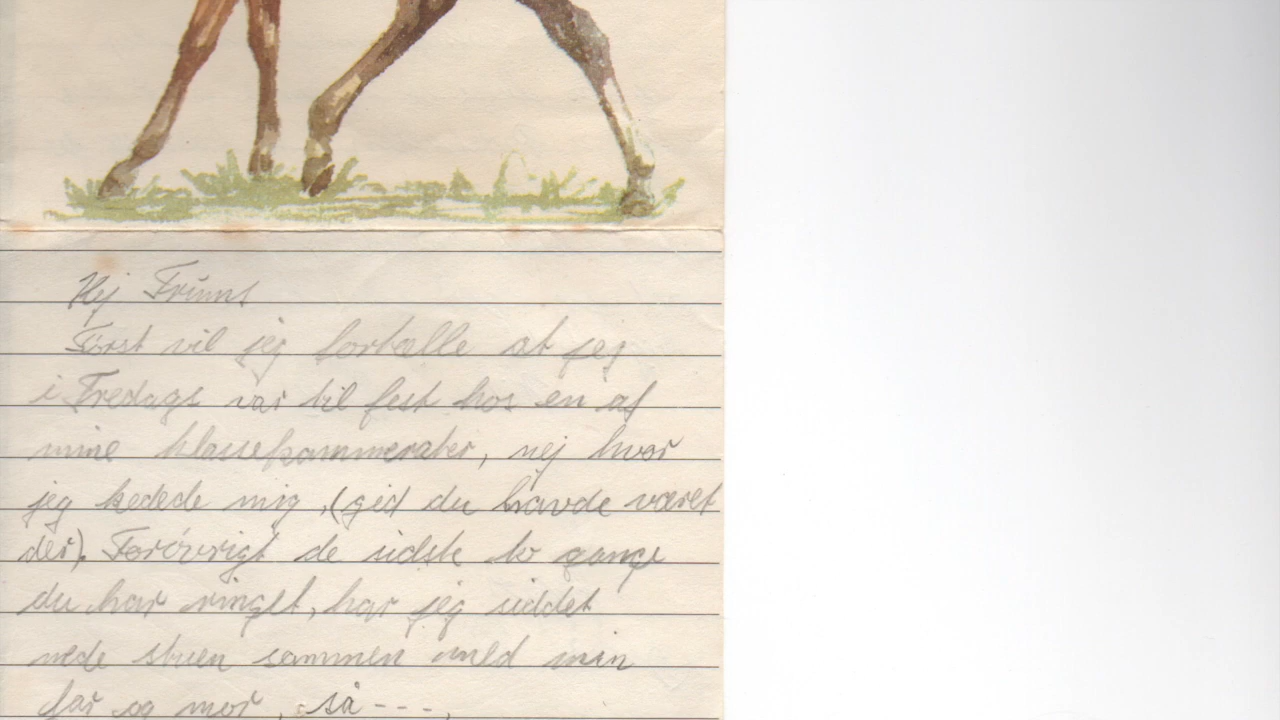 Hej Truns
Først vil jeg fortælle at jeg
i Fredags var til fest hos en af
mine klassekammerater, nej hvor
jeg kedede mig, (gid du havde været
der). Forøvrigt de sidste to gange
du har ringet, har jeg siddet
nede stuen sammen med min
far og mor, så ----,